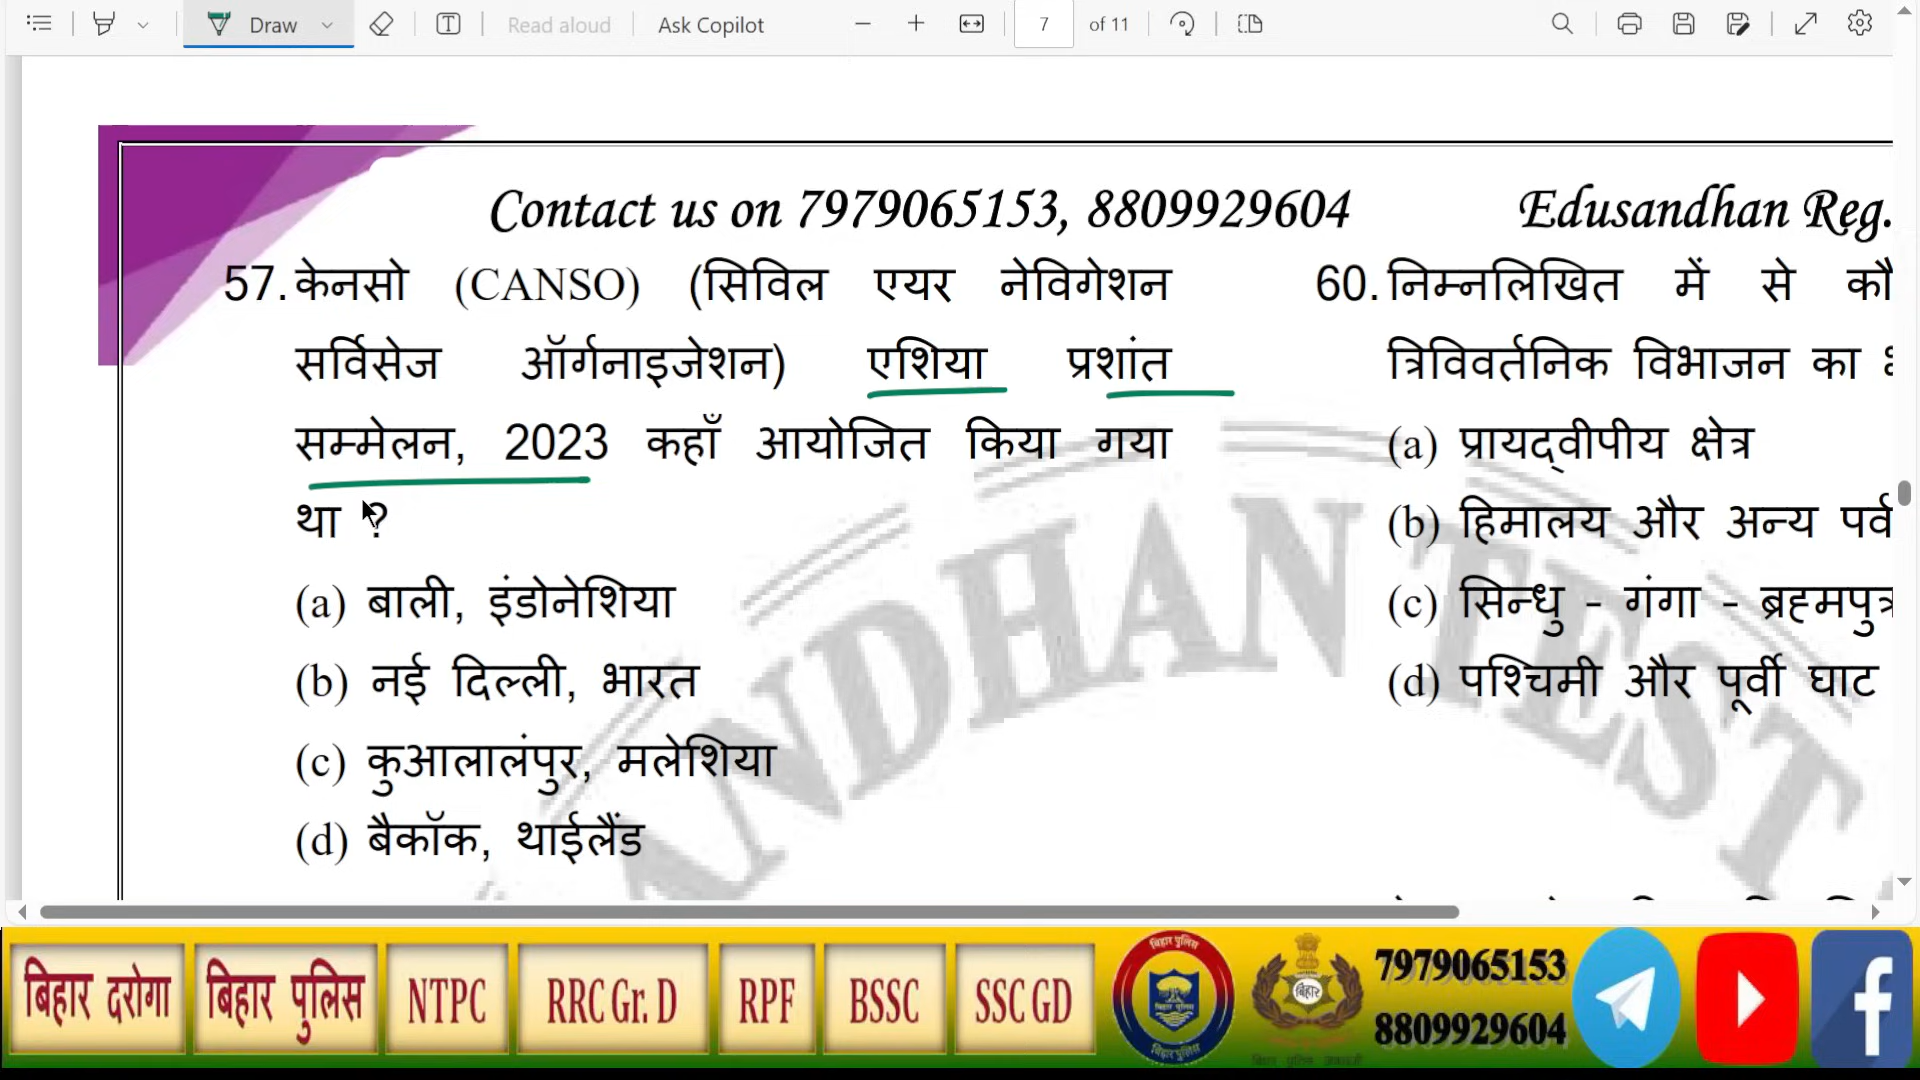 Draw
Read aloud
Ask Copilot
7
of 11
Contact us on 7979065153, 8809929604
Edusandhan Reg.
57. केनसो (CANSO) (सिविल एयर नेविगेशन
सर्विसेज ऑर्गनाइजेशन) एशिया प्रशांत
सम्मेलन, 2023 कहाँ आयोजित किया गया
था ?
(a) बाली, इंडोनेशिया
(b) नई दिल्ली, भारत
(c) कुआलालंपुर, मलेशिया
(d) बैकॉक, थाईलैंड
60. निम्नलिखित में से कौ
त्रिविवर्तनिक विभाजन का
(a) प्रायद्वीपीय क्षेत्र
(b) हिमालय और अन्य पर्व
(c) सिन्धु - गंगा - ब्रह्मपुत्र
(d) पश्चिमी और पूर्वी घाट
ANDHAN TEST
बिहार दरोगा
बिहार पुलिस
NTPC
RRC Gr. D
RPF
BSSC
SSC GD
बिहार पुलिस
बिहार पुलिस
बिहार
7979065153
8809929604